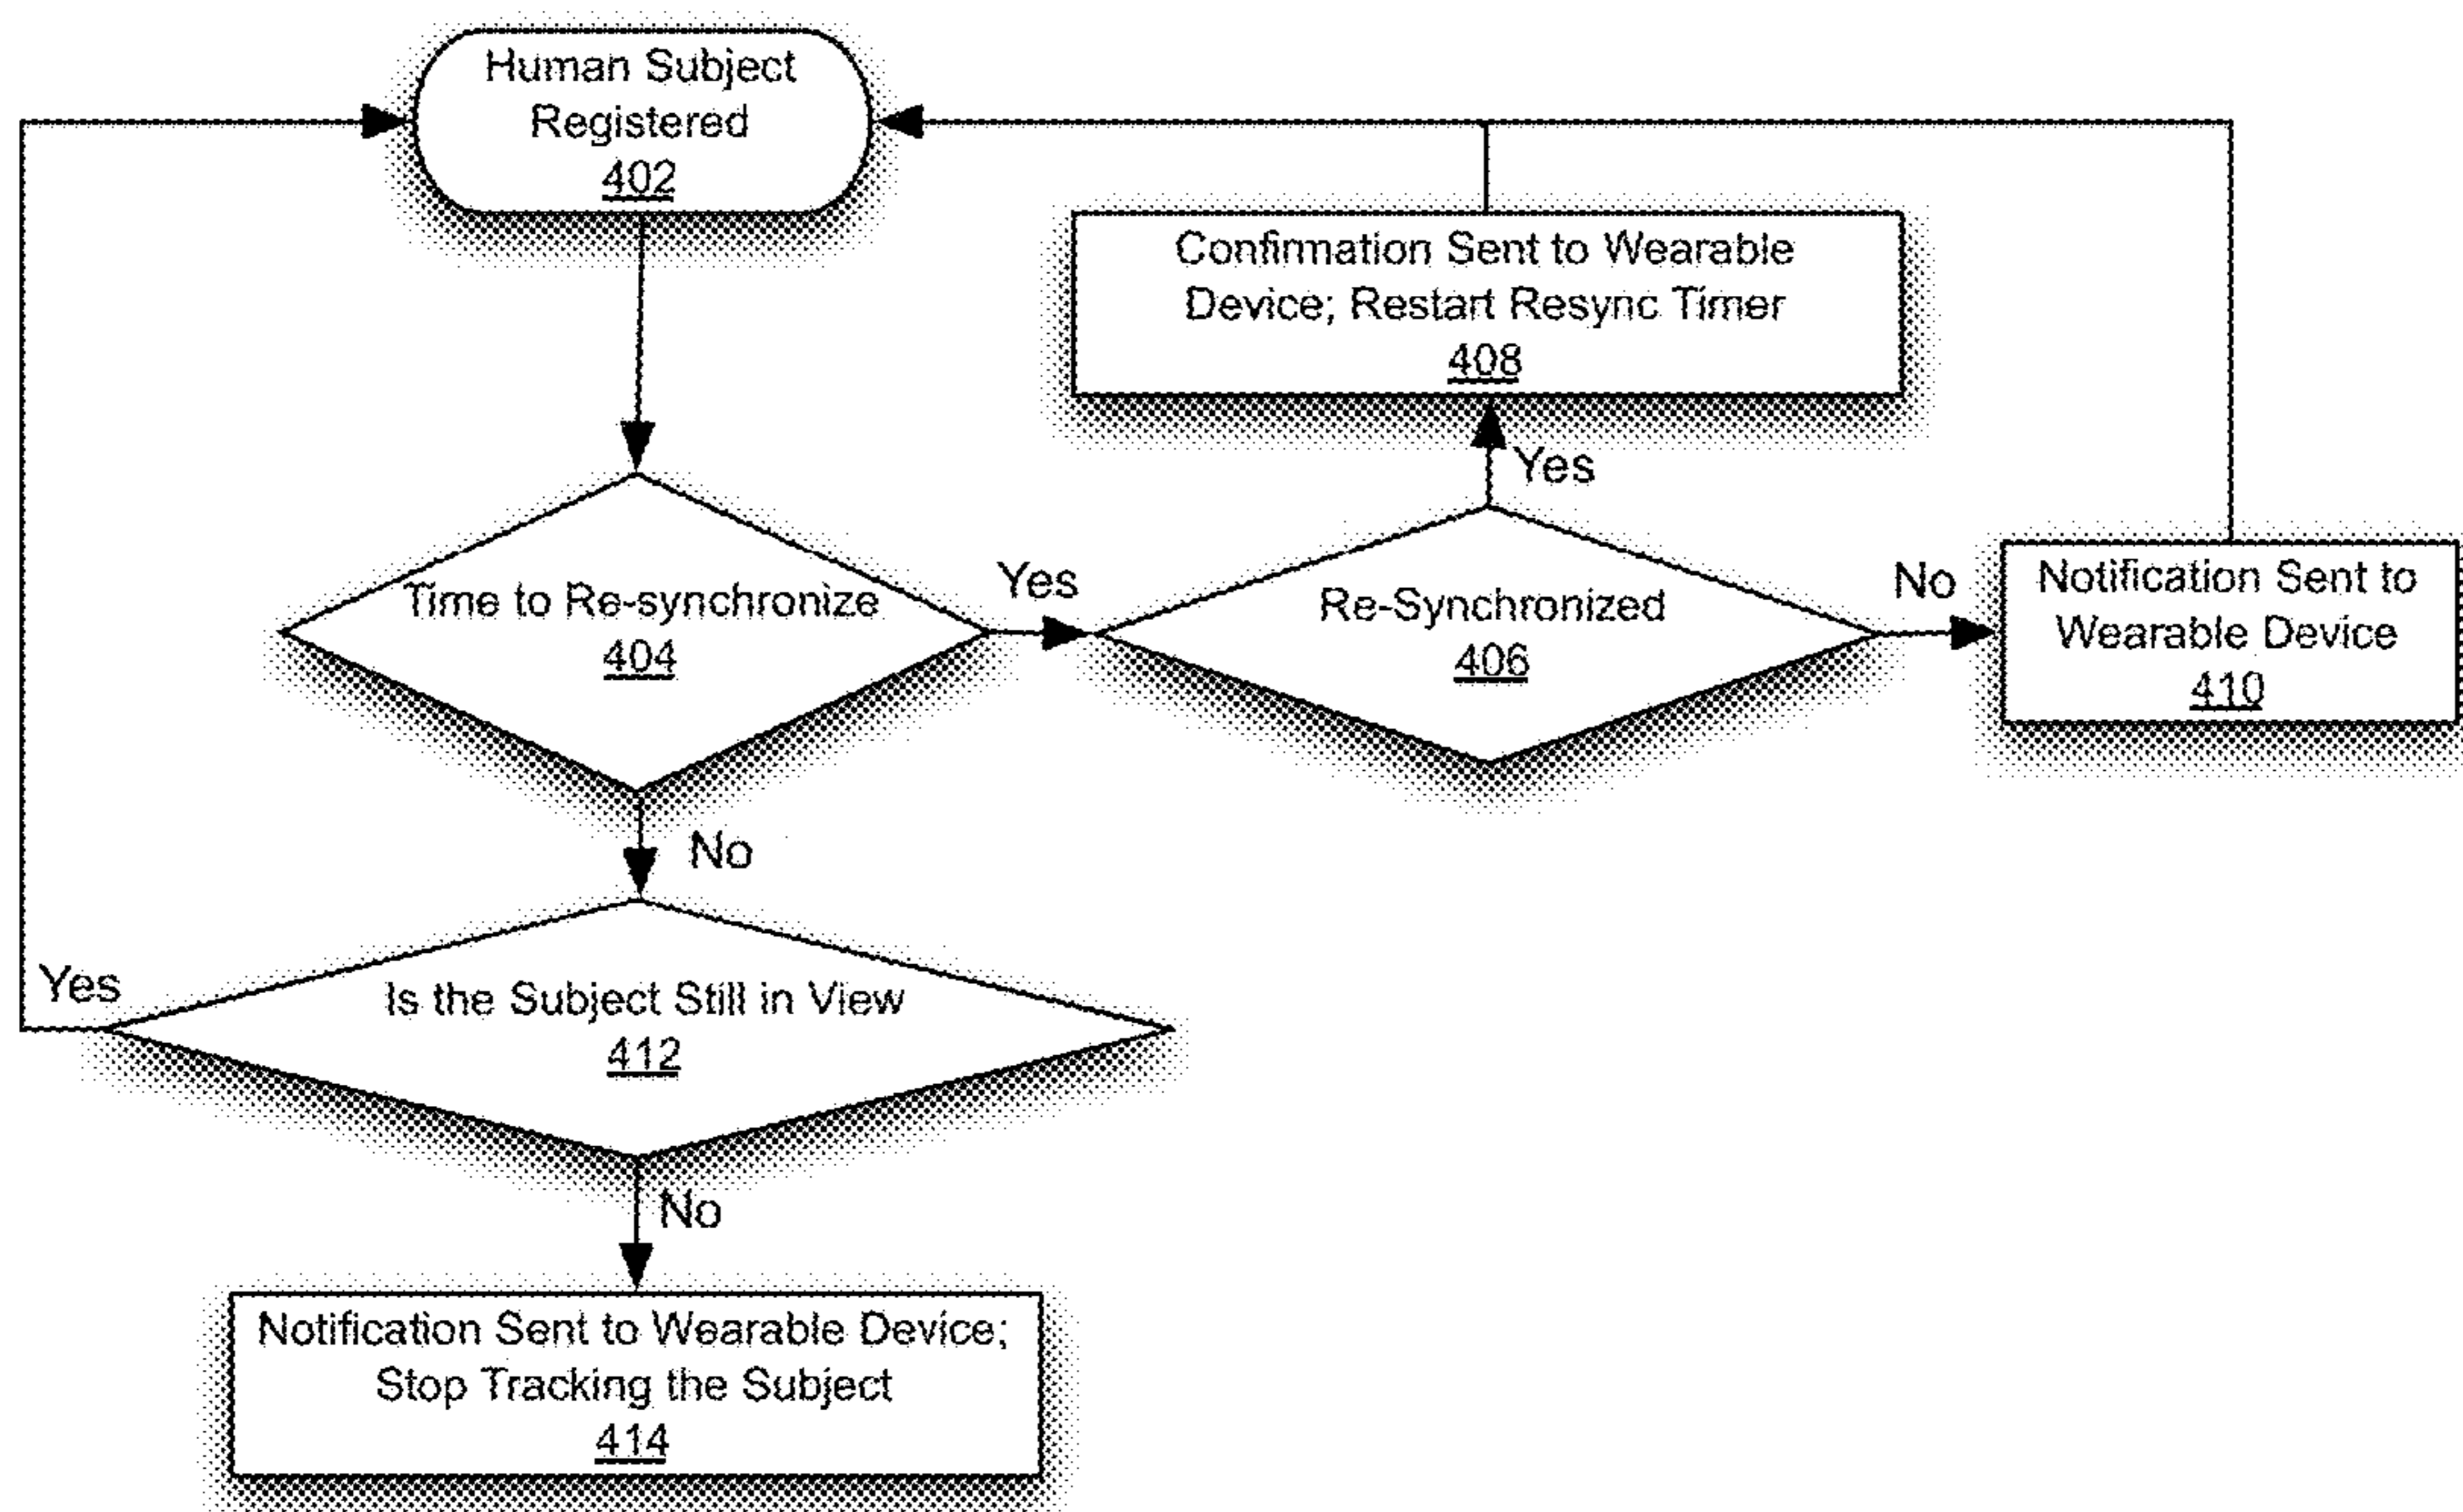 Human Subject
Registered
402
Confirmation Sent to Wearable
Device; Restart Resync Timer
408
Yes
Time to Re-synchronize
404
Yes
Re-Synchronized
406
No
Notification Sent to
Wearable Device
410
No
Yes
Is the Subject Still in View
412
No
Notification Sent to Wearable Device;
Stop Tracking the Subject
414